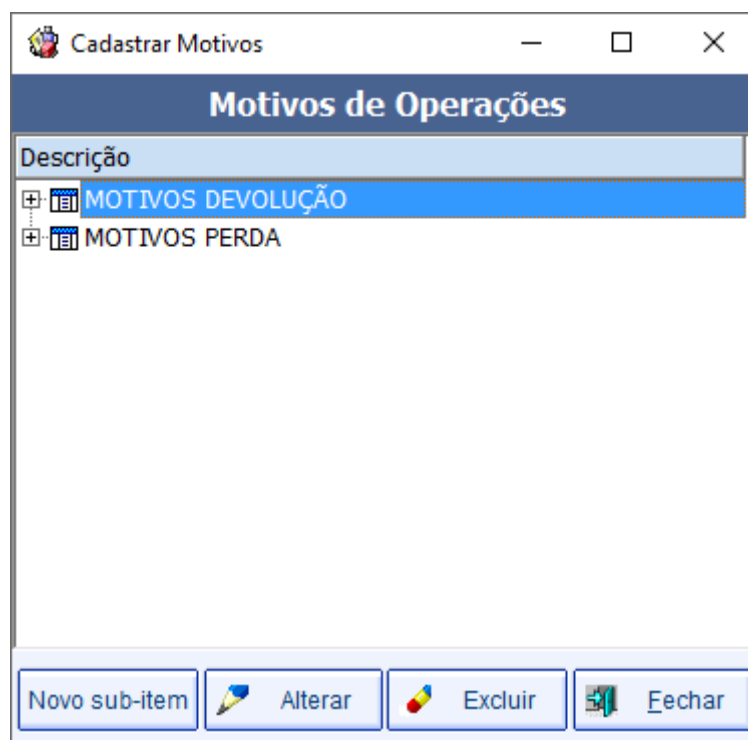 Cadastrar Motivos
Motivos de Operações
Descrição
MOTIVOS DEVOLUÇÃO
MOTIVOS PERDA
Novo sub-item Alterar Excluir Fechar